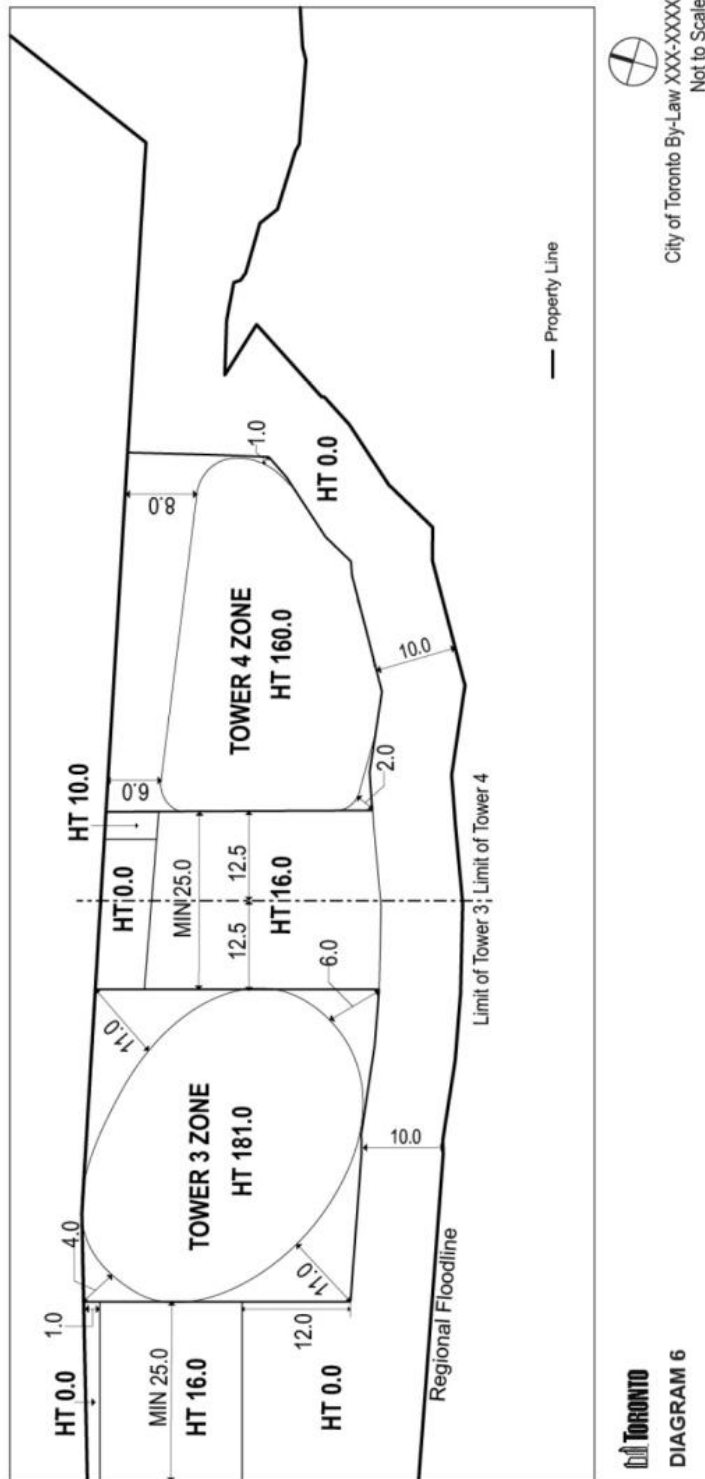 HT 0.0
1.0
4.0
MIN 25.0
HT 16.0
12.0
HT 0.0
11.0
TOWER 3 ZONE
HT 181.0
11.0
6.0
10.0
Regional Floodline
HT 0.0
HT 10.0
MIN 25.0
12.5
12.5
HT 16.0
6.0
8.0
TOWER 4 ZONE
HT 160.0
1.0
2.0
10.0
HT 0.0
Limit of Tower 3
Limit of Tower 4
Property Line
TORONTO
DIAGRAM 6
City of Toronto By-Law XXX-XXXX
Not to Scale